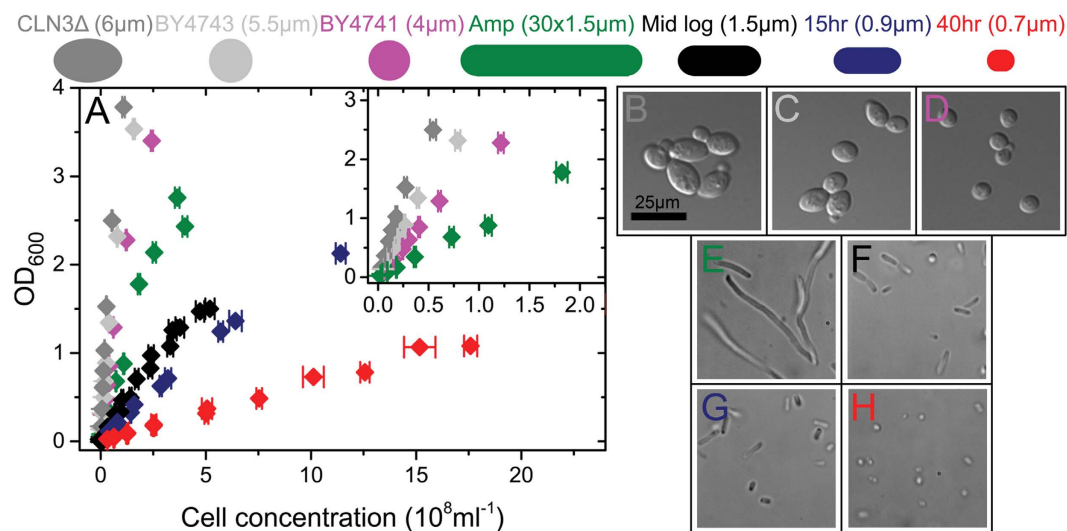 CLN3Δ (6μm) BY4743 (5.5μm) BY4741 (4μm) Amp (30x1.5μm) Mid log (1.5μm) 15hr (0.9μm) 40hr (0.7μm)
A
OD600
4
3
2
1
0
0 5 10 15 20
Cell concentration (10⁸ml⁻¹)
3
2
1
0
0.0 0.5 1.0 1.5 2.0
B C D
25μm
E F
G H